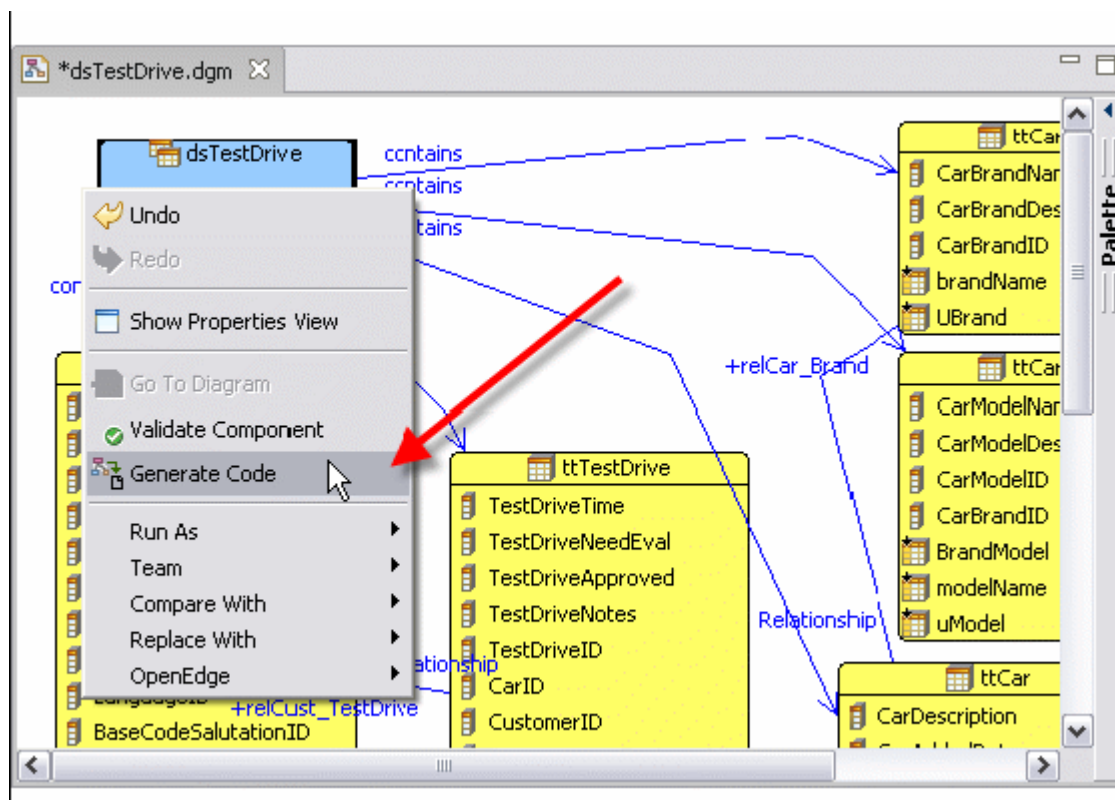 *dsTestDrive.dgm
dsTestDrive
ccntains
ccntains
tains
Undo
Redo
Show Properties View
Go To Diagram
Validate Component
Generate Code
Run As
Team
Compare With
Replace With
OpenEdge
BaseCodeSalutationID
+relCust_TestDrive
ttTestDrive
TestDriveTime
TestDriveNeedEval
TestDriveApproved
TestDriveNotes
TestDriveID
CarID
CustomerID
+relCar_Brand
Relationship
ttCar
CarBrandNar
CarBrandDes
CarBrandID
brandName
UBrand
ttCar
CarModelNar
CarModelDes
CarModelID
CarBrandID
BrandModel
modelName
uModel
ttCar
CarDescription
Palette